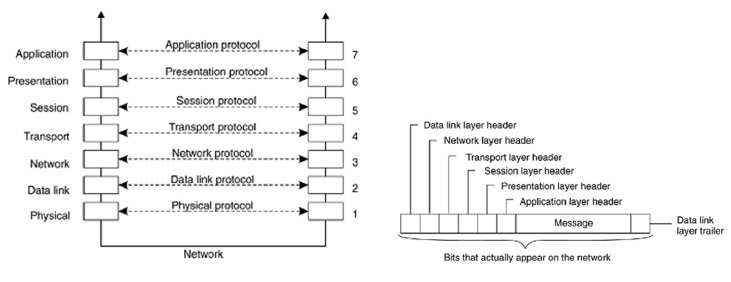 Application
Application protocol
7
Presentation
Presentation protocol
6
Session
Session protocol
5
Transport
Transport protocol
4
Network
Network protocol
3
Data link
Data link protocol
2
Physical
Physical protocol
1
Network
Data link layer header
Network layer header
Transport layer header
Session layer header
Presentation layer header
Application layer header
Message
Data link
layer trailer
Bits that actually appear on the network